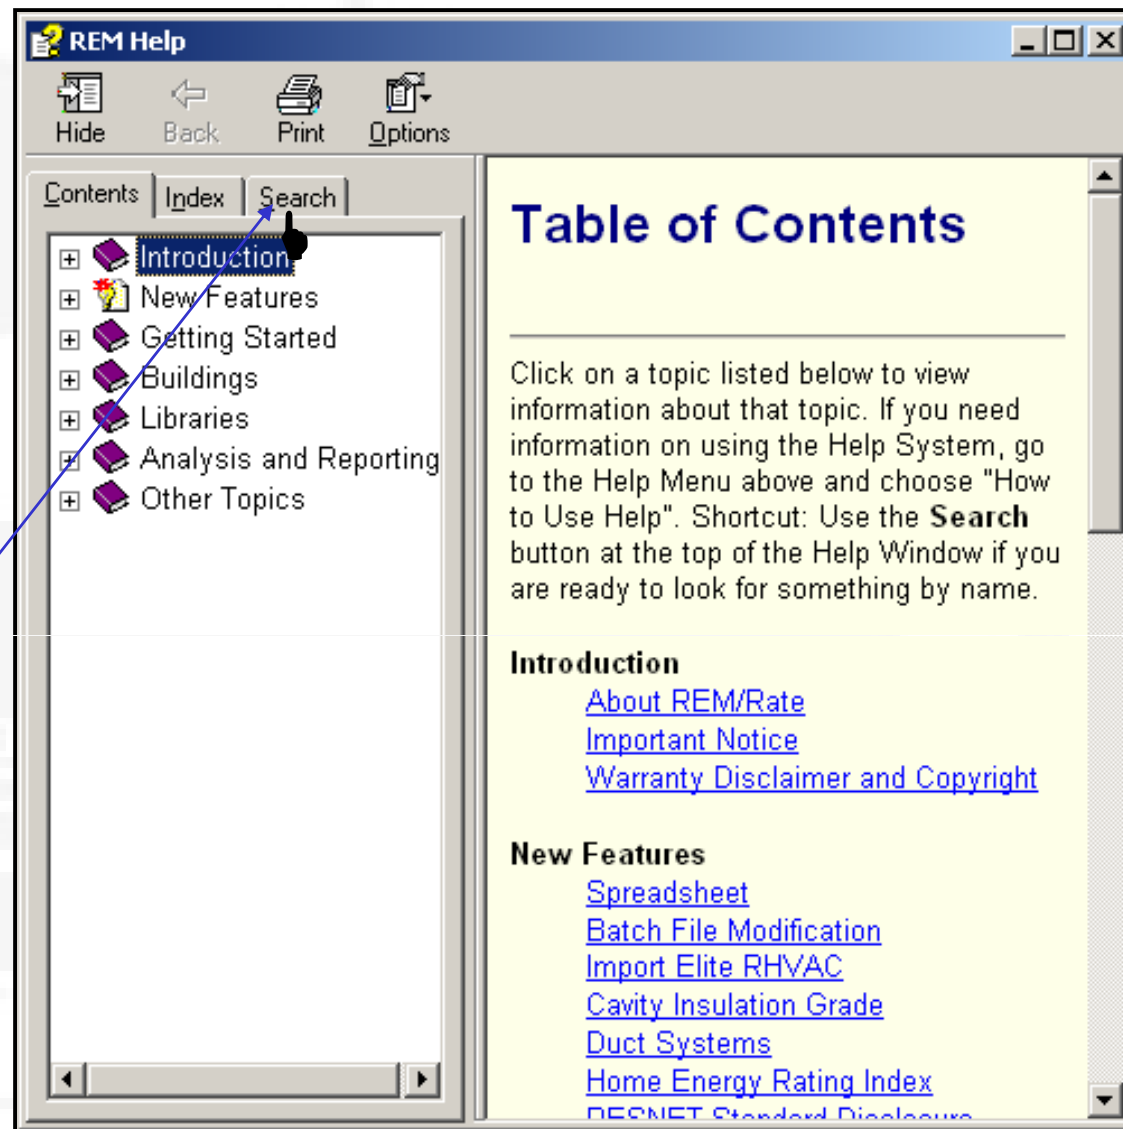 REM Help
Hide Back Print Options
Contents Index Search
Introduction
New Features
Getting Started
Buildings
Libraries
Analysis and Reporting
Other Topics
Table of Contents
Click on a topic listed below to view
information about that topic. If you need
information on using the Help System, go
to the Help Menu above and choose "How
to Use Help". Shortcut: Use the Search
button at the top of the Help Window if you
are ready to look for something by name.
Introduction
About REM/Rate
Important Notice
Warranty Disclaimer and Copyright
New Features
Spreadsheet
Batch File Modification
Import Elite RHVAC
Cavity Insulation Grade
Duct Systems
Home Energy Rating Index
RESNET Standard Disclosure